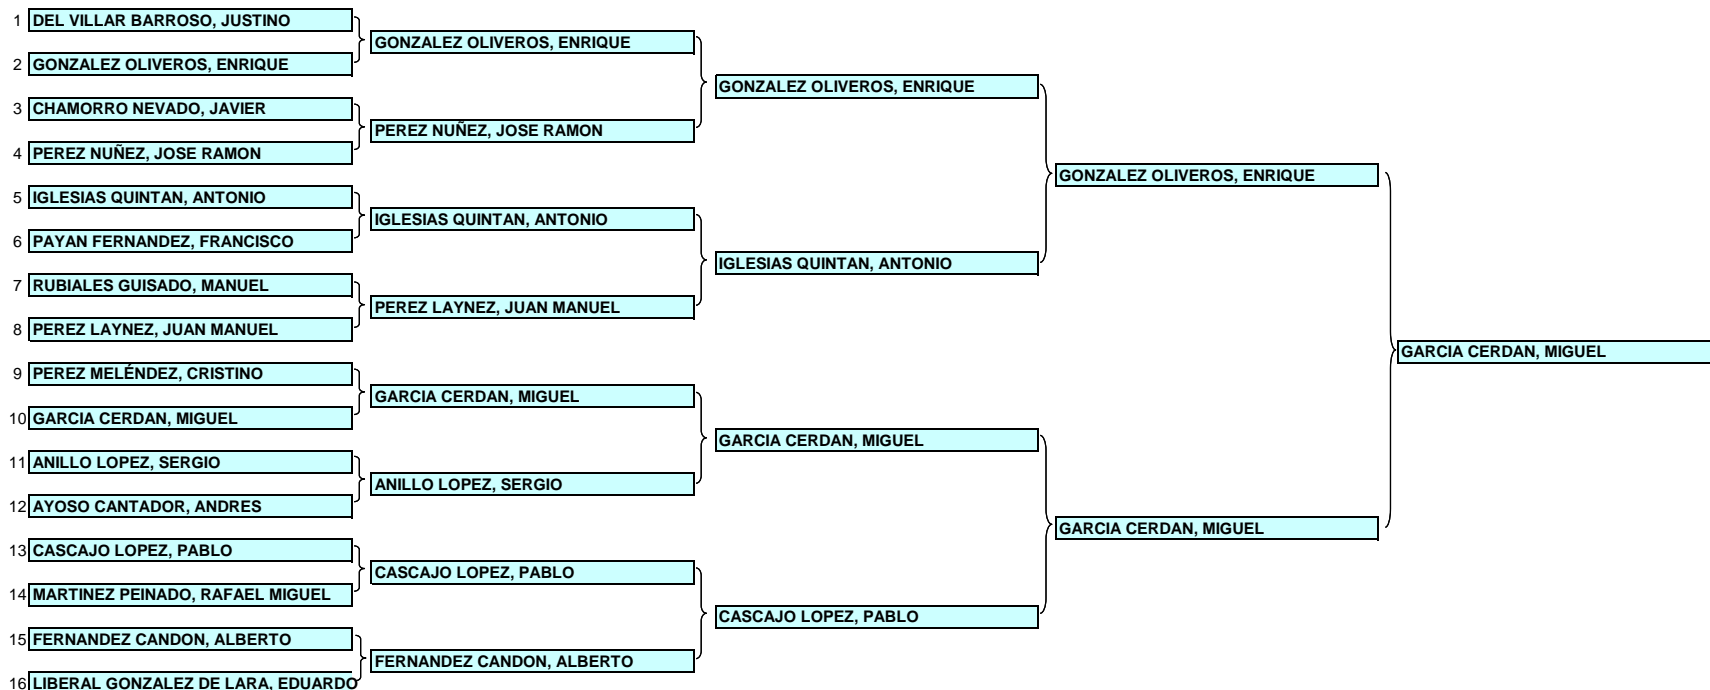 1 DEL VILLAR BARROSO, JUSTINO
2 GONZALEZ OLIVEROS, ENRIQUE
3 CHAMORRO NEVADO, JAVIER
4 PEREZ NUÑEZ, JOSE RAMON
5 IGLESIAS QUINTAN, ANTONIO
6 PAYAN FERNANDEZ, FRANCISCO
7 RUBIALES GUISADO, MANUEL
8 PEREZ LAYNEZ, JUAN MANUEL
9 PEREZ MELÉNDEZ, CRISTINO
10 GARCIA CERDAN, MIGUEL
11 ANILLO LOPEZ, SERGIO
12 AYOSO CANTADOR, ANDRES
13 CASCAJO LOPEZ, PABLO
14 MARTINEZ PEINADO, RAFAEL MIGUEL
15 FERNANDEZ CANDON, ALBERTO
16 LIBERAL GONZALEZ DE LARA, EDUARDO
GONZALEZ OLIVEROS, ENRIQUE
PEREZ NUÑEZ, JOSE RAMON
IGLESIAS QUINTAN, ANTONIO
PEREZ LAYNEZ, JUAN MANUEL
GARCIA CERDAN, MIGUEL
ANILLO LOPEZ, SERGIO
CASCAJO LOPEZ, PABLO
FERNANDEZ CANDON, ALBERTO
GONZALEZ OLIVEROS, ENRIQUE
IGLESIAS QUINTAN, ANTONIO
GARCIA CERDAN, MIGUEL
CASCAJO LOPEZ, PABLO
GONZALEZ OLIVEROS, ENRIQUE
GARCIA CERDAN, MIGUEL
GARCIA CERDAN, MIGUEL